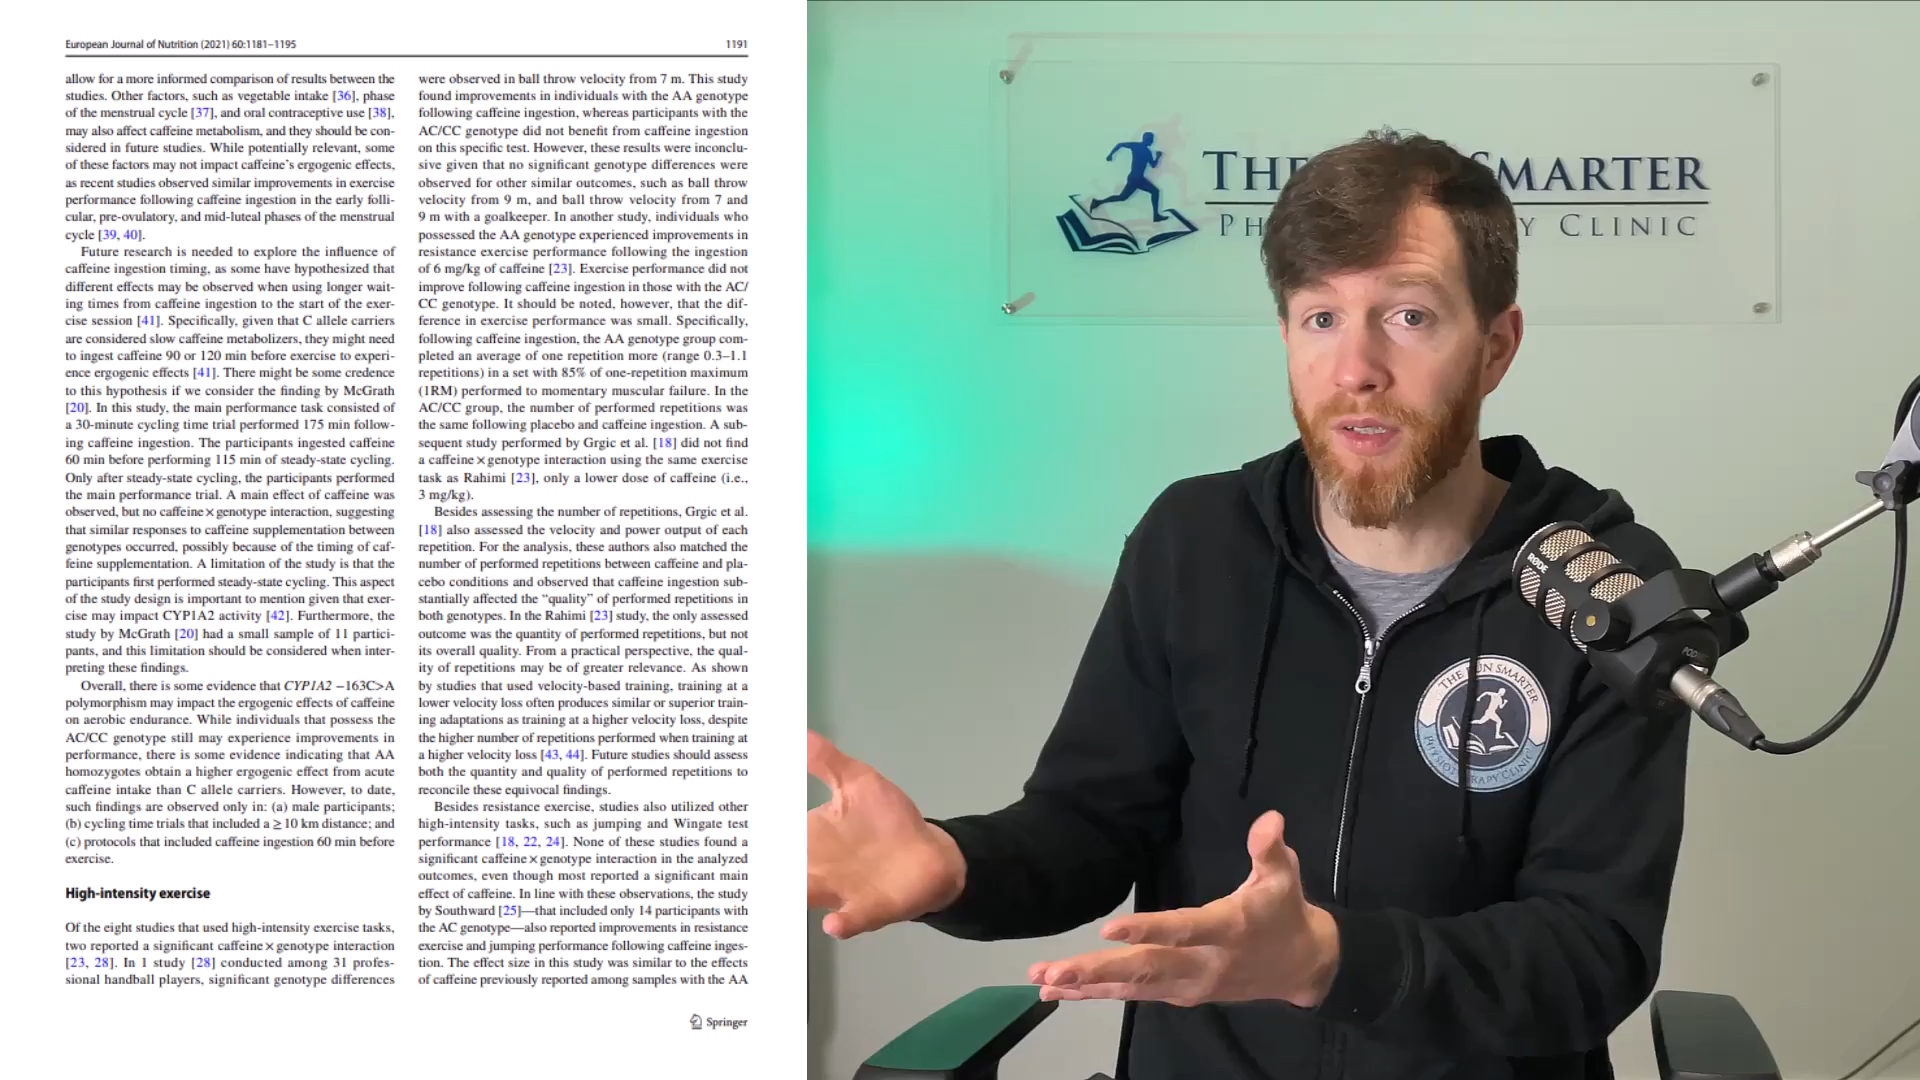 European Journal of Nutrition (2021) 60:1181–1195
1191
allow for a more informed comparison of results between the
studies. Other factors, such as vegetable intake [36], phase
of the menstrual cycle [37], and oral contraceptive use [38],
may also affect caffeine metabolism, and they should be con-
sidered in future studies. While potentially relevant, some
of these factors may not impact caffeine's ergogenic effects,
as recent studies observed similar improvements in exercise
performance following caffeine ingestion in the early folli-
cular, pre-ovulatory, and mid-luteal phases of the menstrual
cycle [39, 40].
Future research is needed to explore the influence of
caffeine ingestion timing, as some have hypothesized that
different effects may be observed when using longer wait-
ing times from caffeine ingestion to the start of the exer-
cise session [41]. Specifically, given that C allele carriers
are considered slow caffeine metabolizers, they might need
to ingest caffeine 90 or 120 min before exercise to experi-
ence ergogenic effects [41]. There might be some credence
to this hypothesis if we consider the finding by McGrath
[20]. In this study, the main performance task consisted of
a 30-minute cycling time trial performed 175 min follow-
ing caffeine ingestion. The participants ingested caffeine
60 min before performing 115 min of steady-state cycling.
Only after steady-state cycling, the participants performed
the main performance trial. A main effect of caffeine was
observed, but no caffeine × genotype interaction, suggesting
that similar responses to caffeine supplementation between
genotypes occurred, possibly because of the timing of caf-
feine supplementation. A limitation of the study is that the
participants first performed steady-state cycling. This aspect
of the study design is important to mention given that exer-
cise may impact CYP1A2 activity [42]. Furthermore, the
study by McGrath [20] had a small sample of 11 partici-
pants, and this limitation should be considered when inter-
preting these findings.
Overall, there is some evidence that CYP1A2 −163C>A
polymorphism may impact the ergogenic effects of caffeine
on aerobic endurance. While individuals that possess the
AC/CC genotype still may experience improvements in
performance, there is some evidence indicating that AA
homozygotes obtain a higher ergogenic effect from acute
caffeine intake than C allele carriers. However, to date,
such findings are observed only in: (a) male participants;
(b) cycling time trials that included a ≥ 10 km distance; and
(c) protocols that included caffeine ingestion 60 min before
exercise.
High-intensity exercise
Of the eight studies that used high-intensity exercise tasks,
two reported a significant caffeine × genotype interaction
[23, 28]. In 1 study [28] conducted among 31 profes-
sional handball players, significant genotype differences
were observed in ball throw velocity from 7 m. This study
found improvements in individuals with the AA genotype
following caffeine ingestion, whereas participants with the
AC/CC genotype did not benefit from caffeine ingestion
on this specific test. However, these results were inconclu-
sive given that no significant genotype differences were
observed for other similar outcomes, such as ball throw
velocity from 9 m, and ball throw velocity from 7 and
9 m with a goalkeeper. In another study, individuals who
possessed the AA genotype experienced improvements in
resistance exercise performance following the ingestion
of 6 mg/kg of caffeine [23]. Exercise performance did not
improve following caffeine ingestion in those with the AC/
CC genotype. It should be noted, however, that the dif-
ference in exercise performance was small. Specifically,
following caffeine ingestion, the AA genotype group com-
pleted an average of one repetition more (range 0.3–1.1
repetitions) in a set with 85% of one-repetition maximum
(1RM) performed to momentary muscular failure. In the
AC/CC group, the number of performed repetitions was
the same following placebo and caffeine ingestion. A sub-
sequent study performed by Grgic et al. [18] did not find
a caffeine × genotype interaction using the same exercise
task as Rahimi [23], only a lower dose of caffeine (i.e.,
3 mg/kg).
Besides assessing the number of repetitions, Grgic et al.
[18] also assessed the velocity and power output of each
repetition. For the analysis, these authors also matched the
number of performed repetitions between caffeine and pla-
cebo conditions and observed that caffeine ingestion sub-
stantially affected the “quality” of performed repetitions in
both genotypes. In the Rahimi [23] study, the only assessed
outcome was the quantity of performed repetitions, but not
its overall quality. From a practical perspective, the qual-
ity of repetitions may be of greater relevance. As shown
by studies that used velocity-based training, training at a
lower velocity loss often produces similar or superior train-
ing adaptations as training at a higher velocity loss, despite
the higher number of repetitions performed when training at
a higher velocity loss [43, 44]. Future studies should assess
both the quantity and quality of performed repetitions to
reconcile these equivocal findings.
Besides resistance exercise, studies also utilized other
high-intensity tasks, such as jumping and Wingate test
performance [18, 22, 24]. None of these studies found a
significant caffeine × genotype interaction in the analyzed
outcomes, even though most reported a significant main
effect of caffeine. In line with these observations, the study
by Southward [25]—that included only 14 participants with
the AC genotype—also reported improvements in resistance
exercise and jumping performance following caffeine inges-
tion. The effect size in this study was similar to the effects
of caffeine previously reported among samples with the AA
Springer
THE SMARTER
PH Y CLINIC
RØDE
POD
THE RUN SMARTER
PHYSIOTHERAPY CLINIC